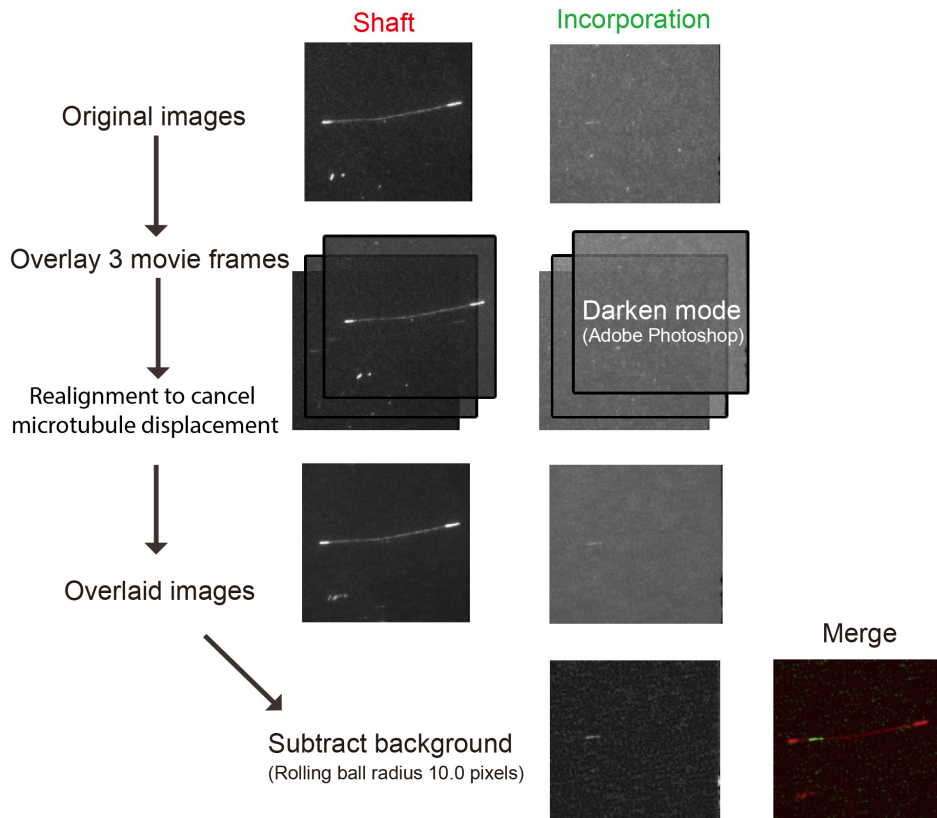 Shaft
Incorporation
Original images
Overlay 3 movie frames
Darken mode
(Adobe Photoshop)
Realignment to cancel
microtubule displacement
Overlaid images
Merge
Subtract background
(Rolling ball radius 10.0 pixels)